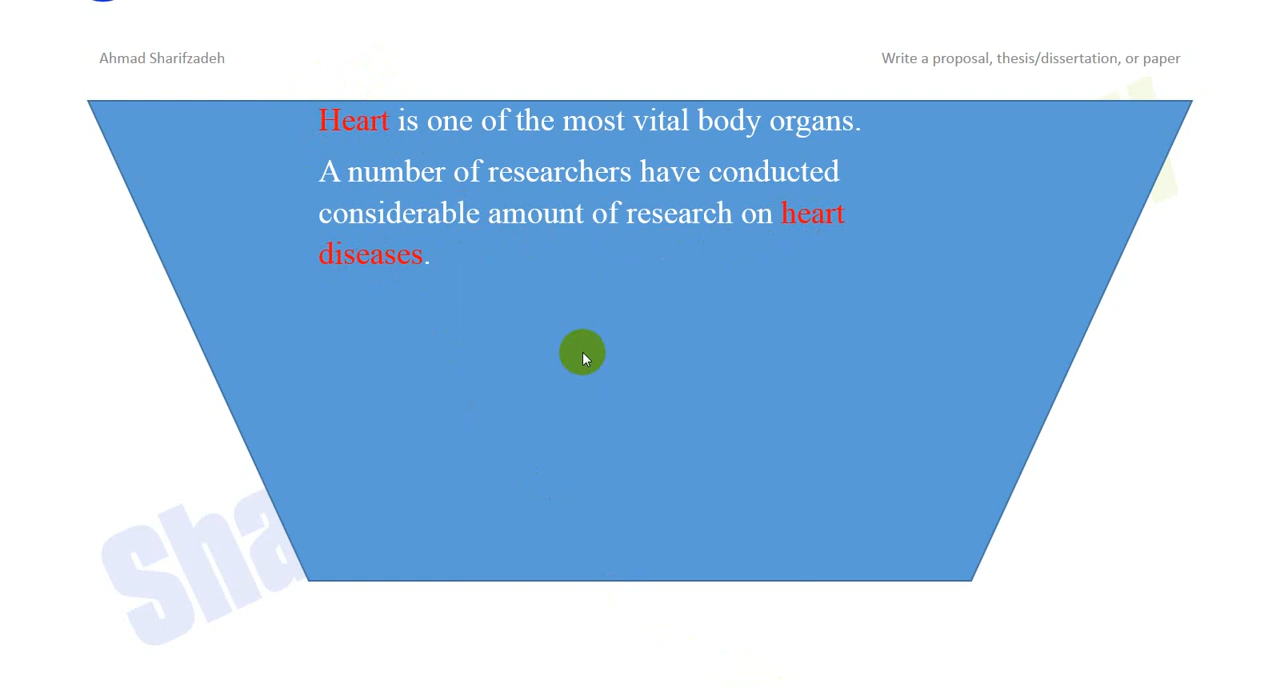 Ahmad Sharifzadeh
Write a proposal, thesis/dissertation, or paper
Heart is one of the most vital body organs.
A number of researchers have conducted
considerable amount of research on heart
diseases.
Sha